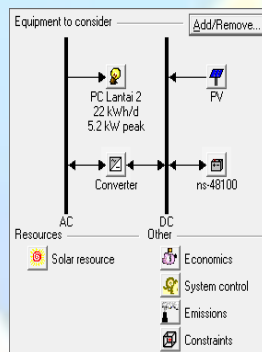 Equipment to consider
Add/Remove...
PC Lantai 2
22 kWh/d
5.2 kW peak
PV
Converter
ns-48100
AC
DC
Resources
Other
Solar resource
Economics
System control
Emissions
Constraints